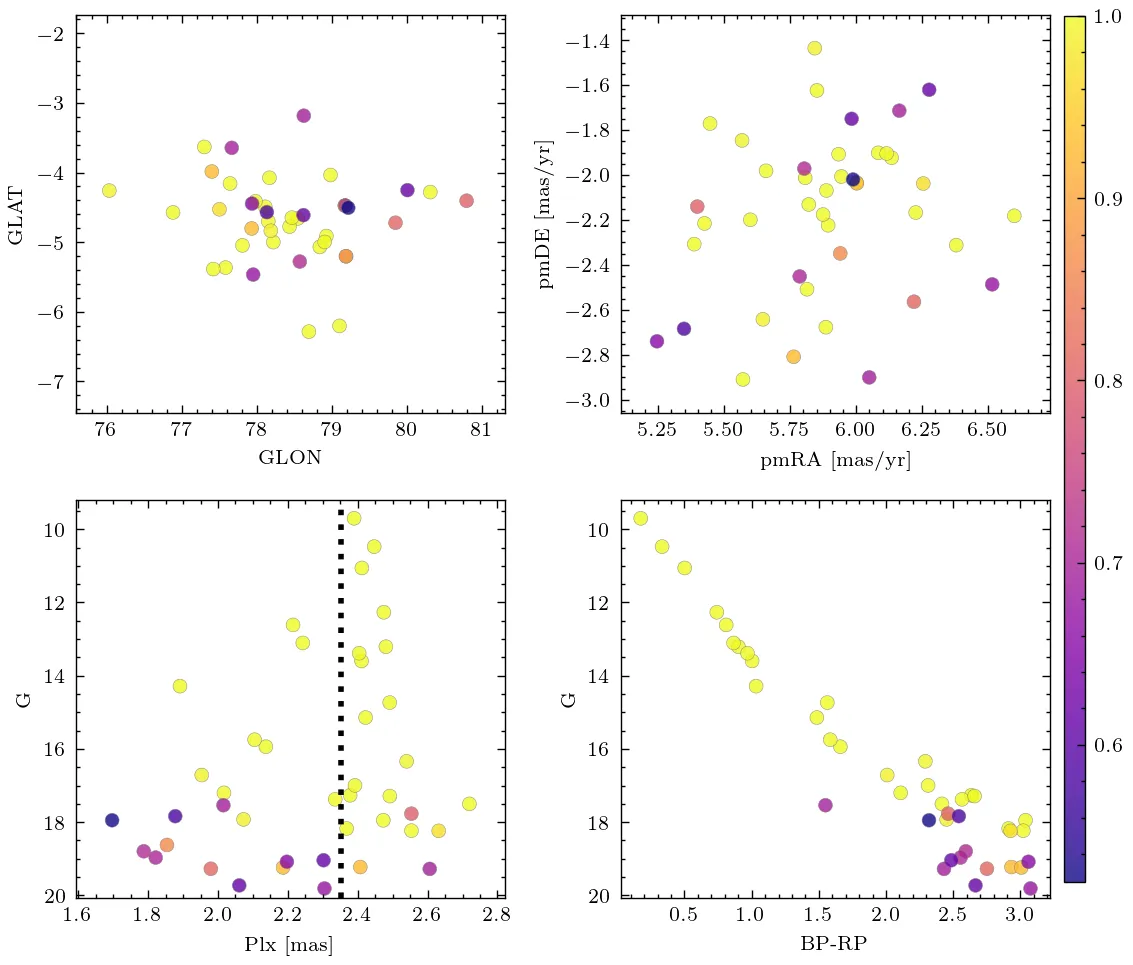 −2
−3
−4
−5
−6
−7
GLAT
76 77 78 79 80 81
GLON
−1.4
−1.6
−1.8
−2.0
−2.2
−2.4
−2.6
−2.8
−3.0
pmDE [mas/yr]
5.25 5.50 5.75 6.00 6.25 6.50
pmRA [mas/yr]
10
12
14
16
18
20
G
1.6 1.8 2.0 2.2 2.4 2.6 2.8
Plx [mas]
10
12
14
16
18
20
G
0.5 1.0 1.5 2.0 2.5 3.0
BP-RP
1.0
0.9
0.8
0.7
0.6